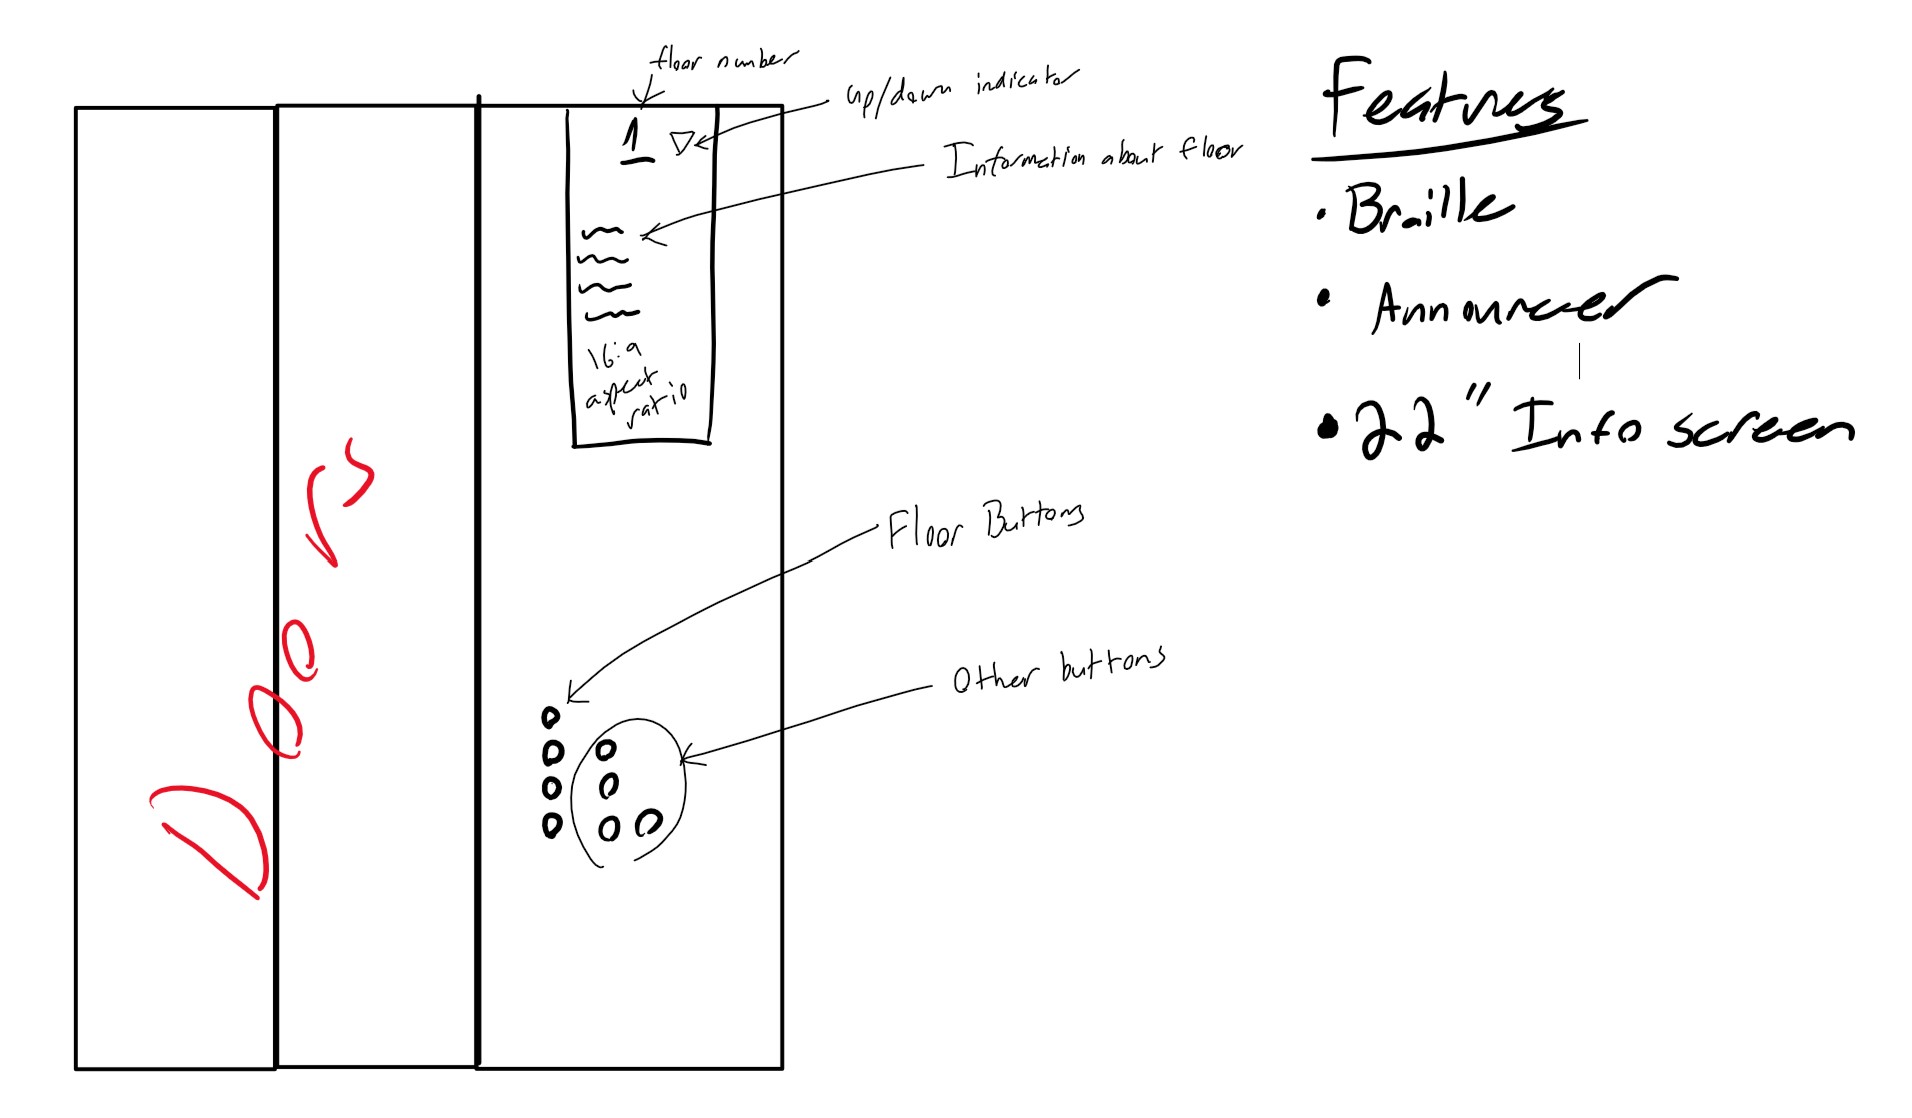 floor number
up/down indicator
1
Information about floor
16:9
aspect
ratio
Doors
Floor Buttons
Other buttons
Features
• Braille
• Announcer
• 22" Info screen